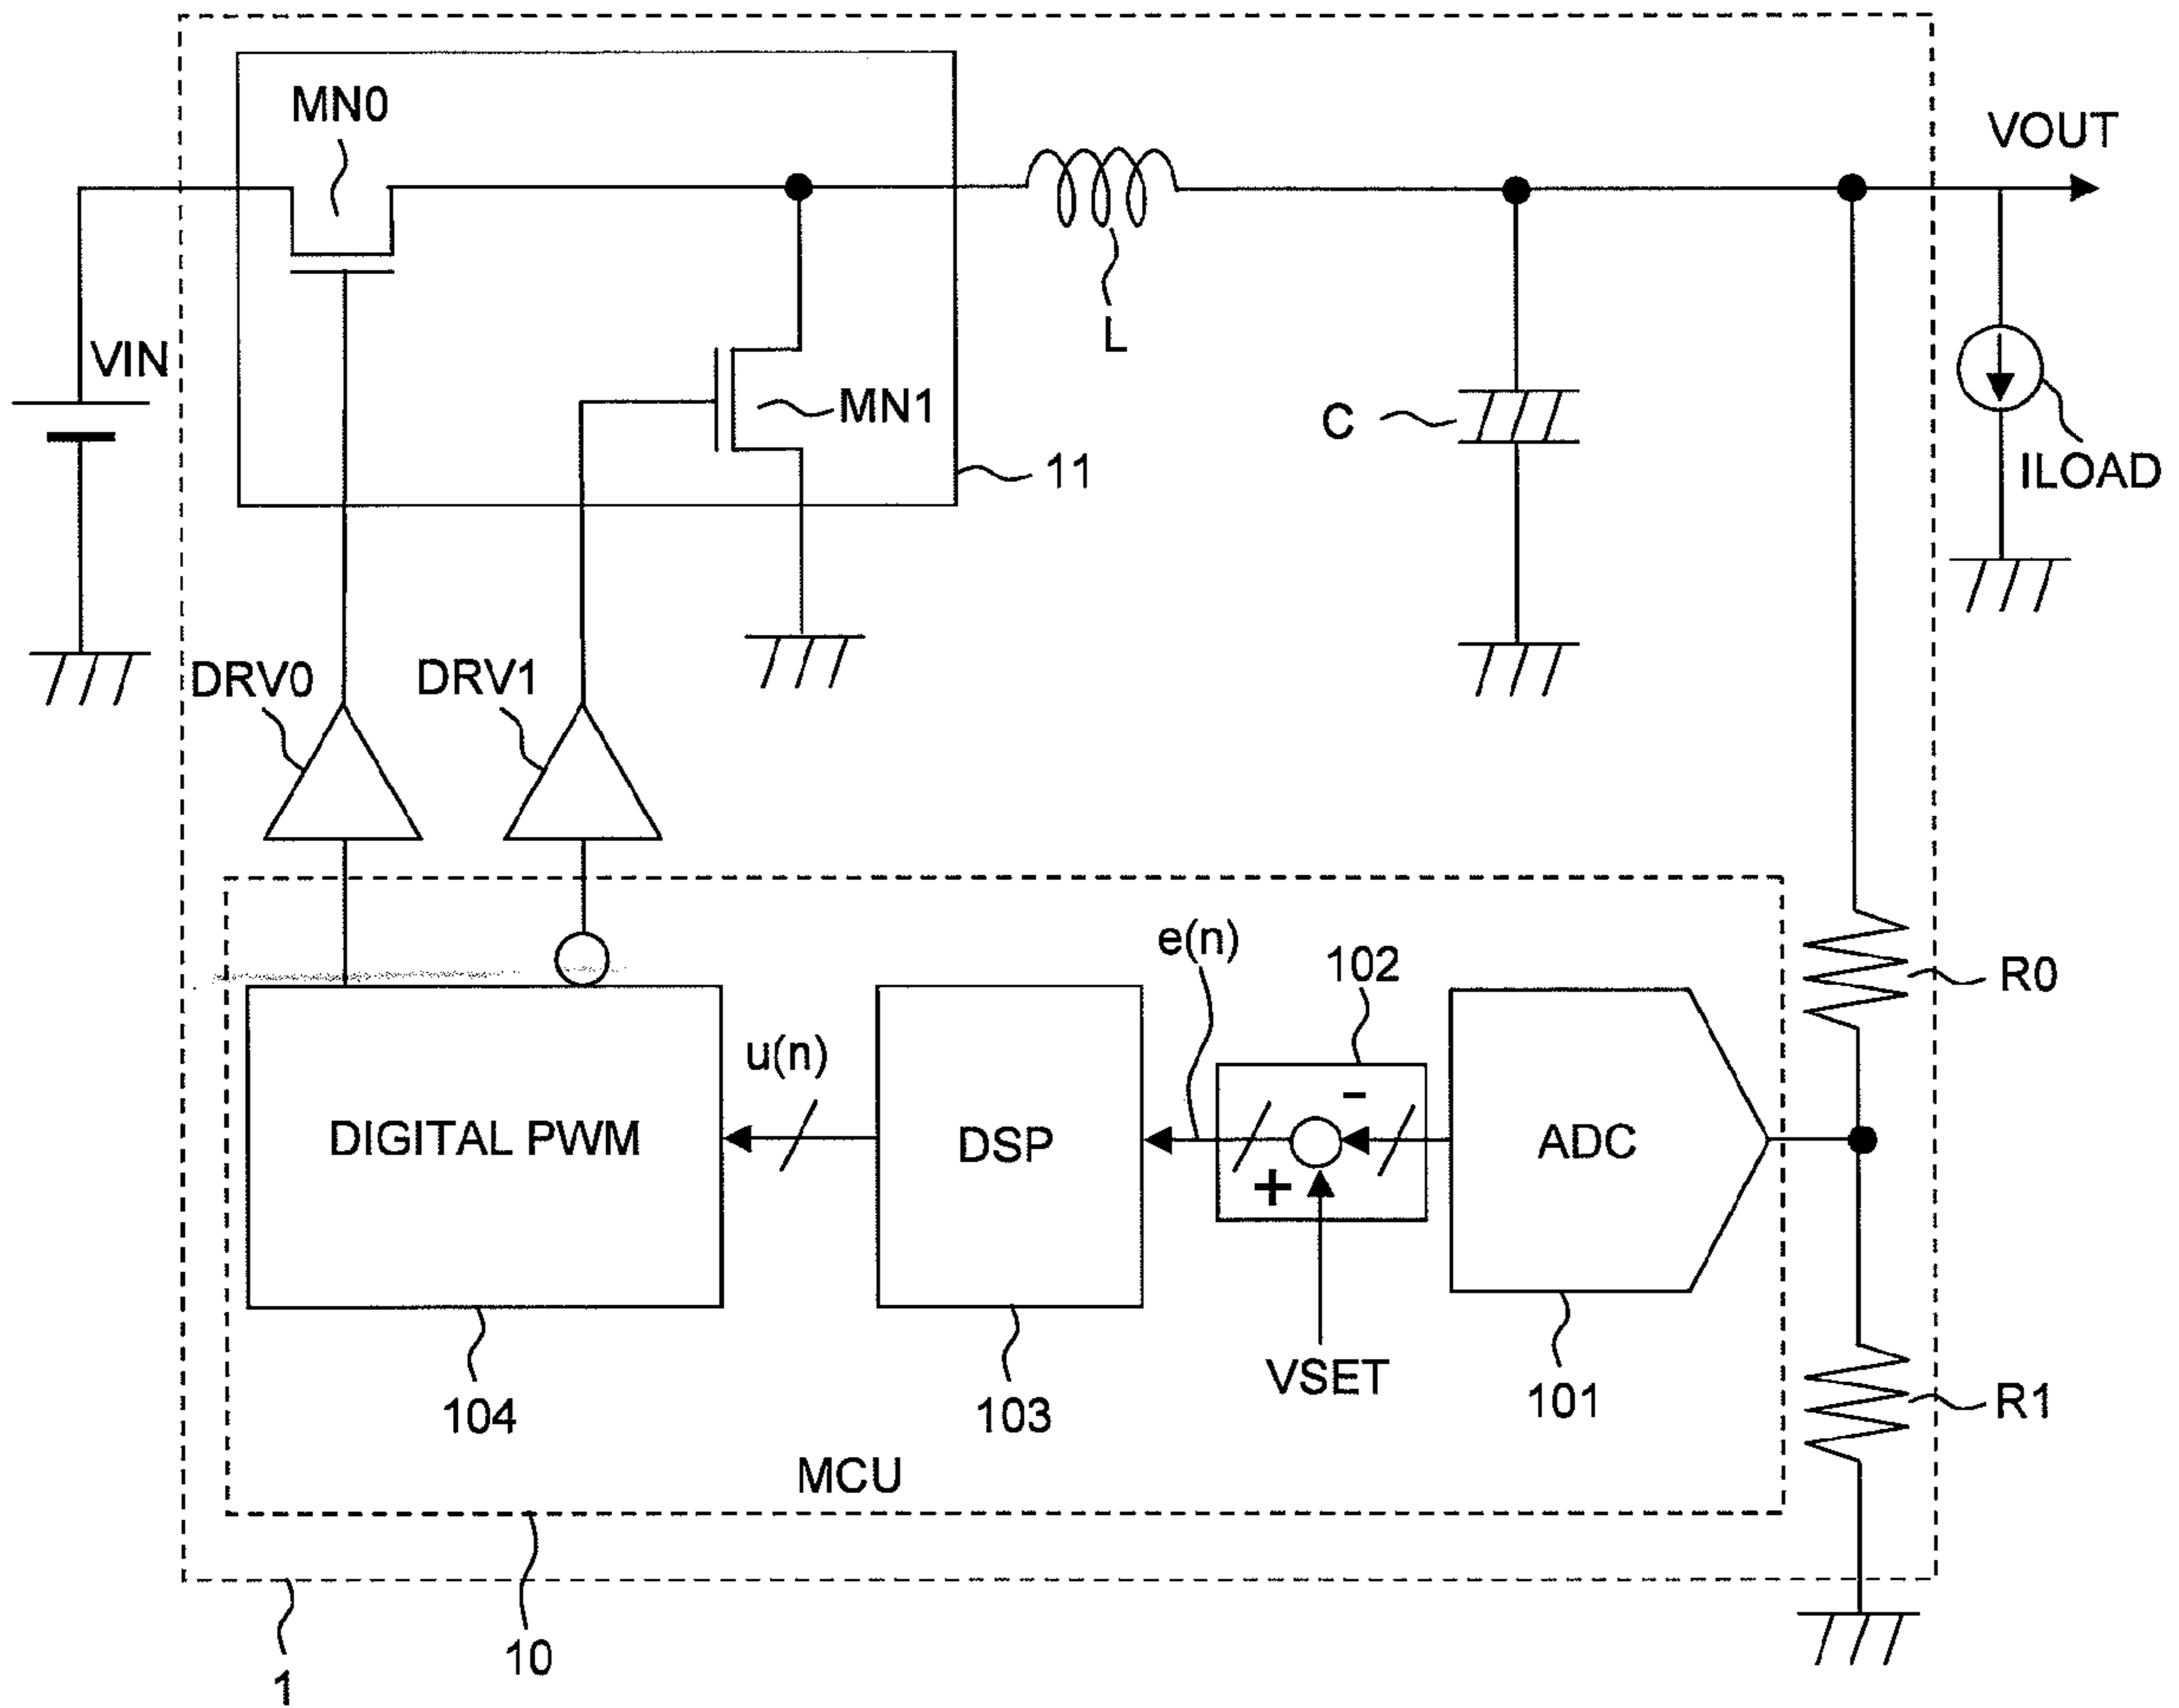 MN0
VOUT
VIN
L
MN1
C
11
ILOAD
DRV0
DRV1
e(n)
102
R0
u(n)
-
DIGITAL PWM
DSP
ADC
+
VSET
104
103
101
R1
MCU
10
1